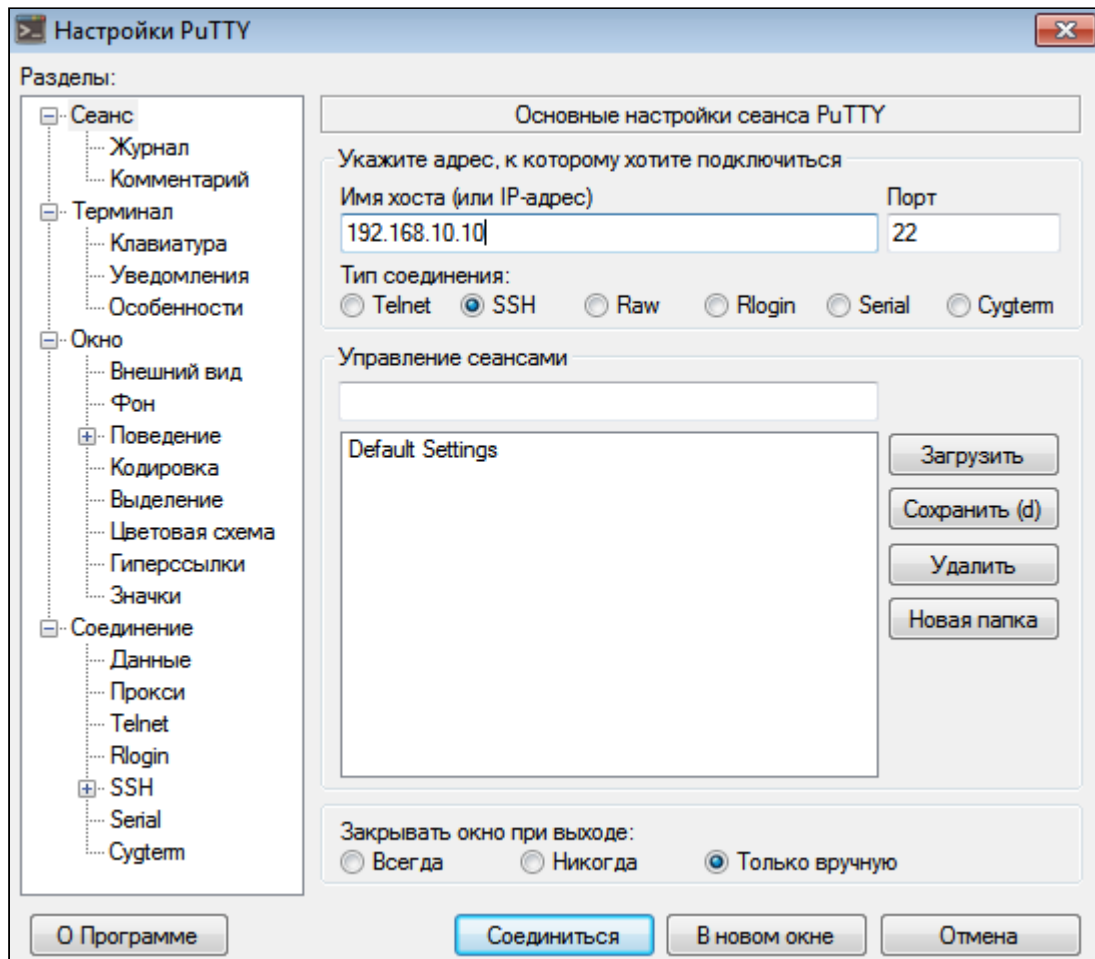 Настройки PuTTY
Разделы:
Сеанс
Журнал
Комментарий
Терминал
Клавиатура
Уведомления
Особенности
Окно
Внешний вид
Фон
Поведение
Кодировка
Выделение
Цветовая схема
Гиперссылки
Значки
Соединение
Данные
Прокси
Telnet
Rlogin
SSH
Serial
Cygterm
Основные настройки сеанса PuTTY
Укажите адрес, к которому хотите подключиться
Имя хоста (или IP-адрес) Порт
192.168.10.10 22
Тип соединения:
Telnet SSH Raw Rlogin Serial Cygterm
Управление сеансами
Default Settings
Загрузить
Сохранить (d)
Удалить
Новая папка
Закрывать окно при выходе:
Всегда Никогда Только вручную
О Программе Соединиться В новом окне Отмена